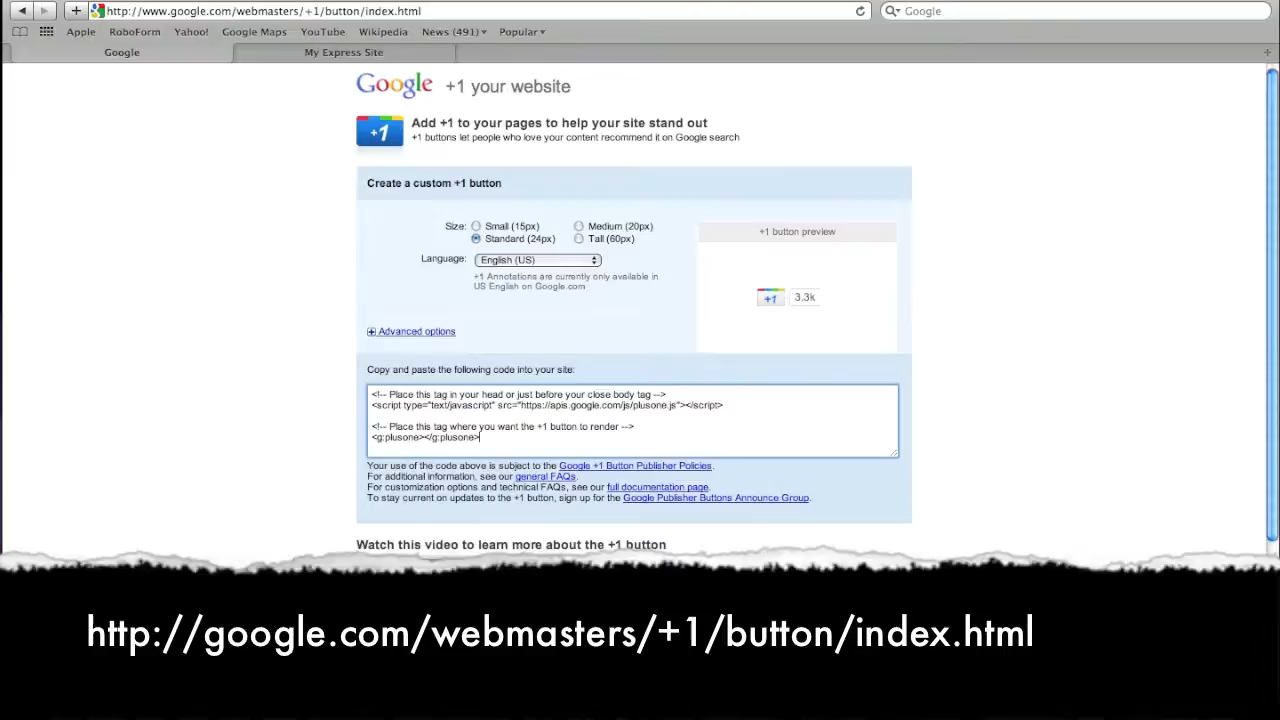 http://www.google.com/webmasters/+1/button/index.html
Google
Apple RoboForm Yahoo! Google Maps YouTube Wikipedia News (491) Popular
Google My Express Site
Google +1 your website
+1
Add +1 to your pages to help your site stand out
+1 buttons let people who love your content recommend it on Google search
Create a custom +1 button
Size: Small (15px) Medium (20px)
Standard (24px) Tall (60px)
Language: English (US)
+1 Annotations are currently only available in
US English on Google.com
Advanced options
+1 button preview
+1 3.3k
Copy and paste the following code into your site:
<!-- Place this tag in your head or just before your close body tag -->
<script type="text/javascript" src="https://apis.google.com/js/plusone.js"></script>
<!-- Place this tag where you want the +1 button to render -->
<g:plusone></g:plusone>
Your use of the code above is subject to the Google +1 Button Publisher Policies.
For additional information, see our general FAQs.
For customization options and technical FAQs, see our full documentation page.
To stay current on updates to the +1 button, sign up for the Google Publisher Buttons Announce Group.
Watch this video to learn more about the +1 button
http://google.com/webmasters/+1/button/index.html